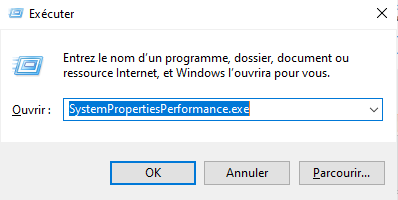 Exécuter
Entrez le nom d'un programme, dossier, document ou
ressource Internet, et Windows l'ouvrira pour vous.
Ouvrir : SystemPropertiesPerformance.exe
OK Annuler Parcourir...